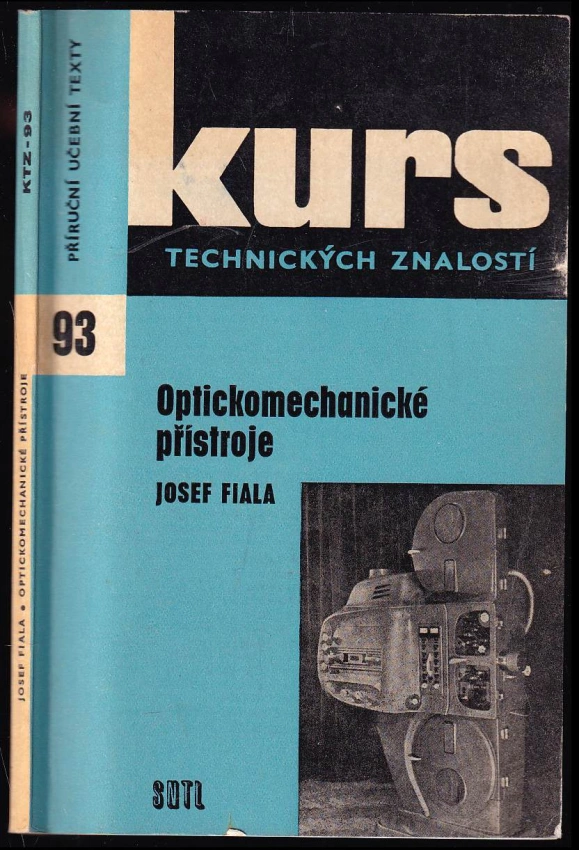 kurs
TECHNICKÝCH ZNALOSTÍ
PŘÍRUČNÍ UČEBNÍ TEXTY
93
Optickomechanické
přístroje
JOSEF FIALA
SNTL
KTZ-93
JOSEF FIALA • OPTICKOMECHANICKÉ PŘÍSTROJE